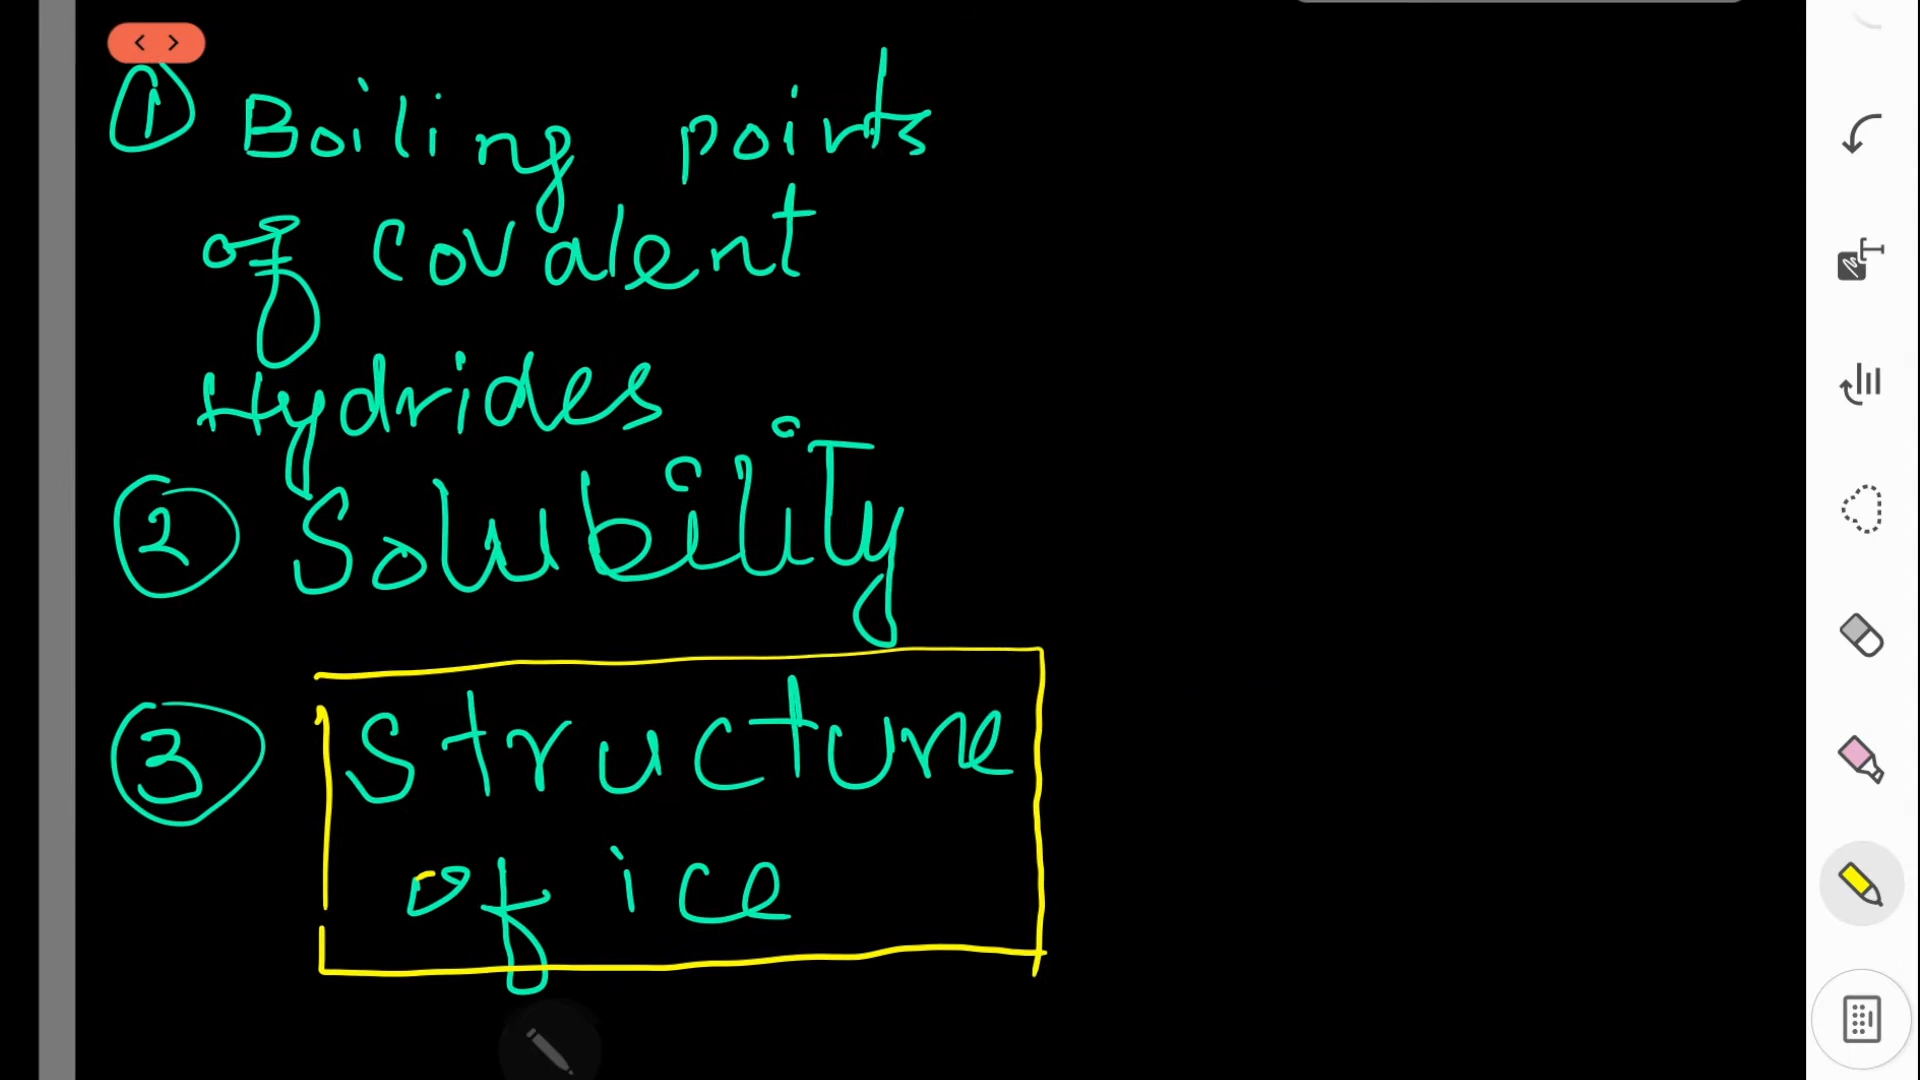 ① Boiling points
of covalent
Hydrides
② Solubility
③ Structure
of ice